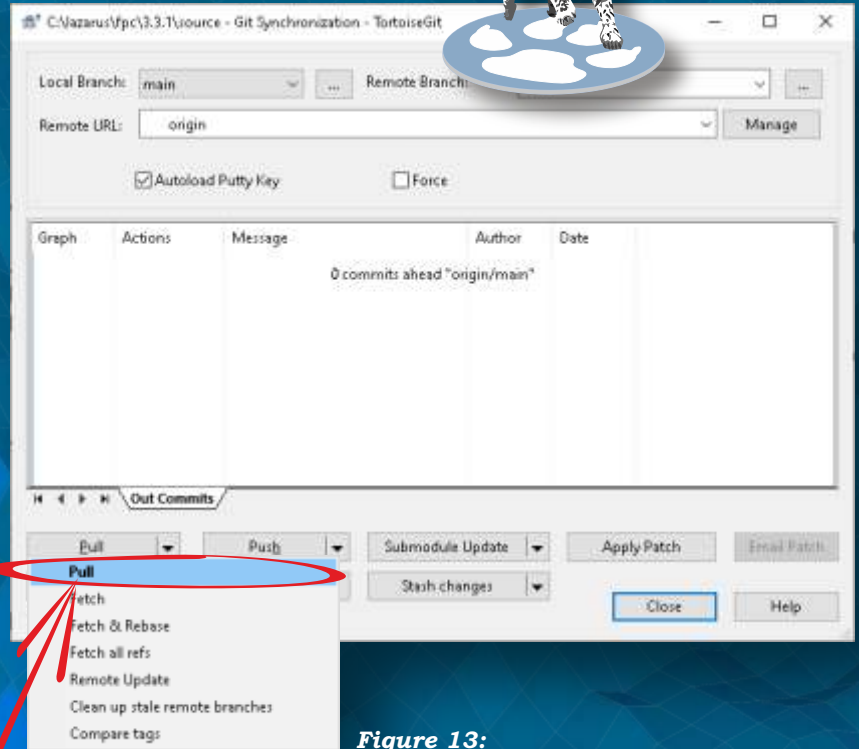 C:\lazarus\fpc\3.3.1\source - Git Synchronization - TortoiseGit
Local Branch: main ... Remote Branch: ...
Remote URL: origin Manage
Autoload Putty Key Force
Graph Actions Message Author Date
0 commits ahead "origin/main"
Out Commits
Pull Push Submodule Update Apply Patch Email Patch
Pull
Stash changes
Fetch
Close Help
Fetch & Rebase
Fetch all refs
Remote Update
Clean up stale remote branches
Compare tags
Figure 13: